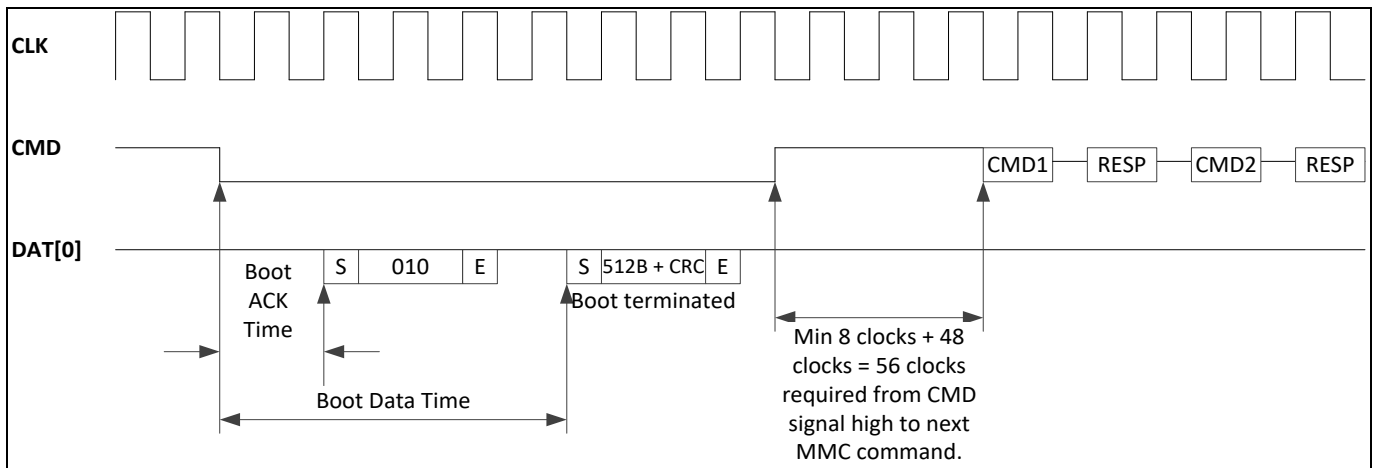 CLK
CMD
CMD1
RESP
CMD2
RESP
DAT[0]
S
010
E
S
512B + CRC
E
Boot
ACK
Time
Boot terminated
Boot Data Time
Min 8 clocks + 48
clocks = 56 clocks
required from CMD
signal high to next
MMC command.